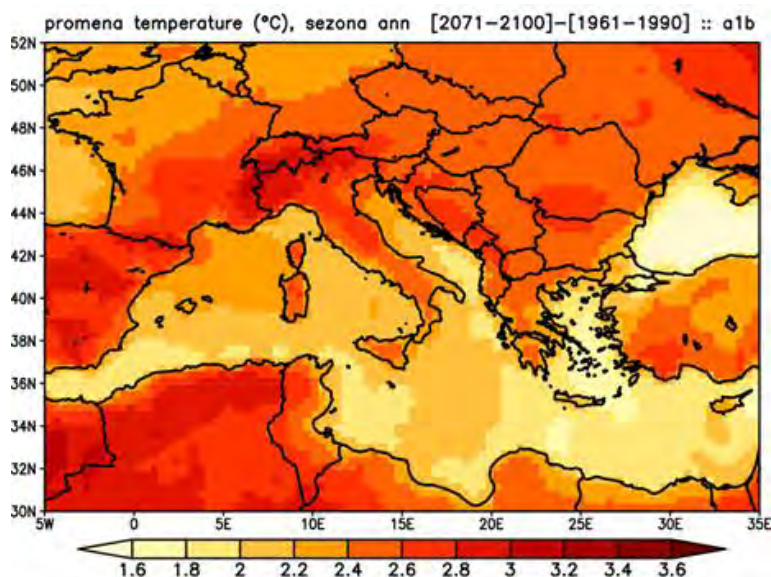 promena temperature (°C), sezona ann [2071−2100]−[1961−1990] :: a1b
52N
50N
48N
46N
44N
42N
40N
38N
36N
34N
32N
30N
5W 0 5E 10E 15E 20E 25E 30E 35E
1.6 1.8 2 2.2 2.4 2.6 2.8 3 3.2 3.4 3.6